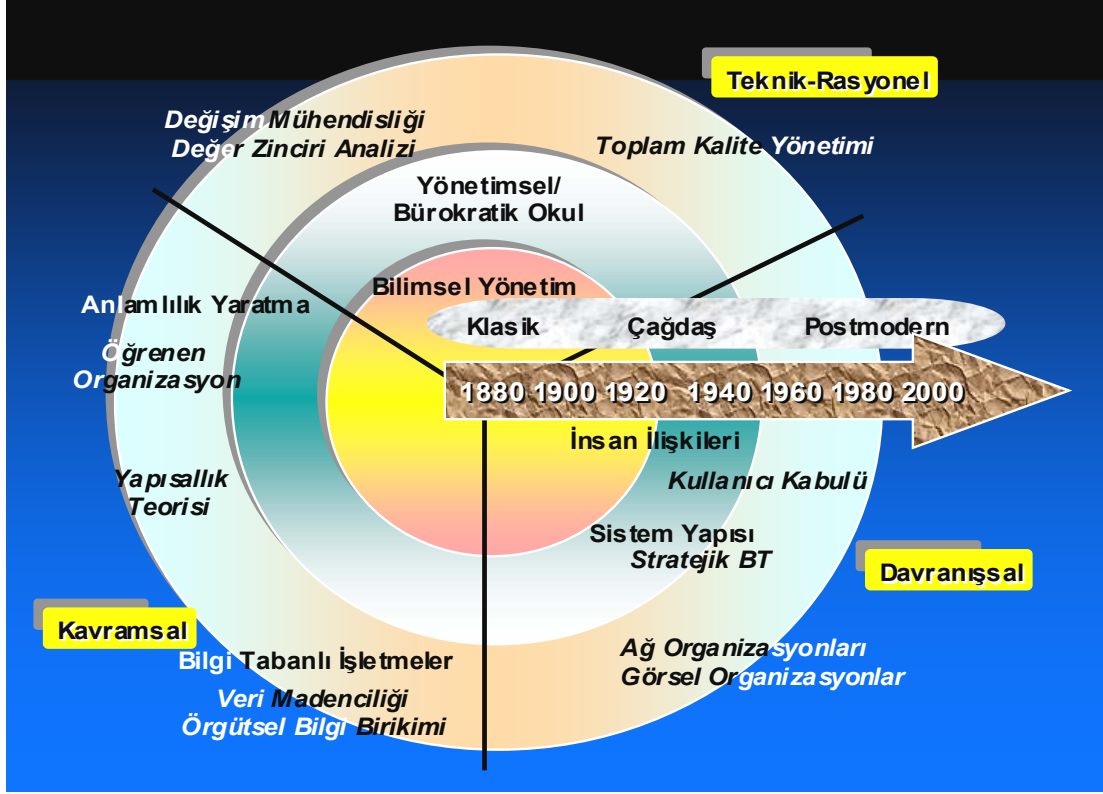 Teknik-Rasyonel
Değişim Mühendisliği
Değer Zinciri Analizi
Toplam Kalite Yönetimi
Yönetimsel/
Bürokratik Okul
Bilimsel Yönetim
Anlamlılık Yaratma
Klasik Çağdaş Postmodern
Öğrenen
Organizasyon
1880 1900 1920 1940 1960 1980 2000
İnsan İlişkileri
Yapısallık
Teorisi
Kullanıcı Kabulü
Sistem Yapısı
Stratejik BT
Davranışsal
Kavramsal
Bilgi Tabanlı İşletmeler
Veri Madenciliği
Örgütsel Bilgi Birikimi
Ağ Organizasyonları
Görsel Organizasyonlar